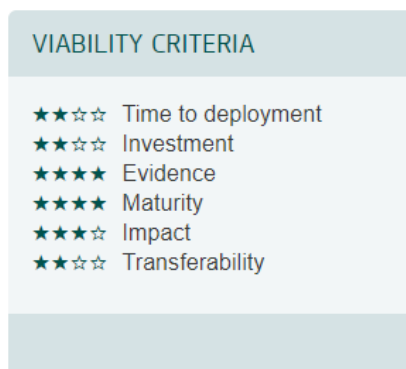 VIABILITY CRITERIA
★★☆☆ Time to deployment
★★☆☆ Investment
★★★★ Evidence
★★★★ Maturity
★★★☆ Impact
★★☆☆ Transferability